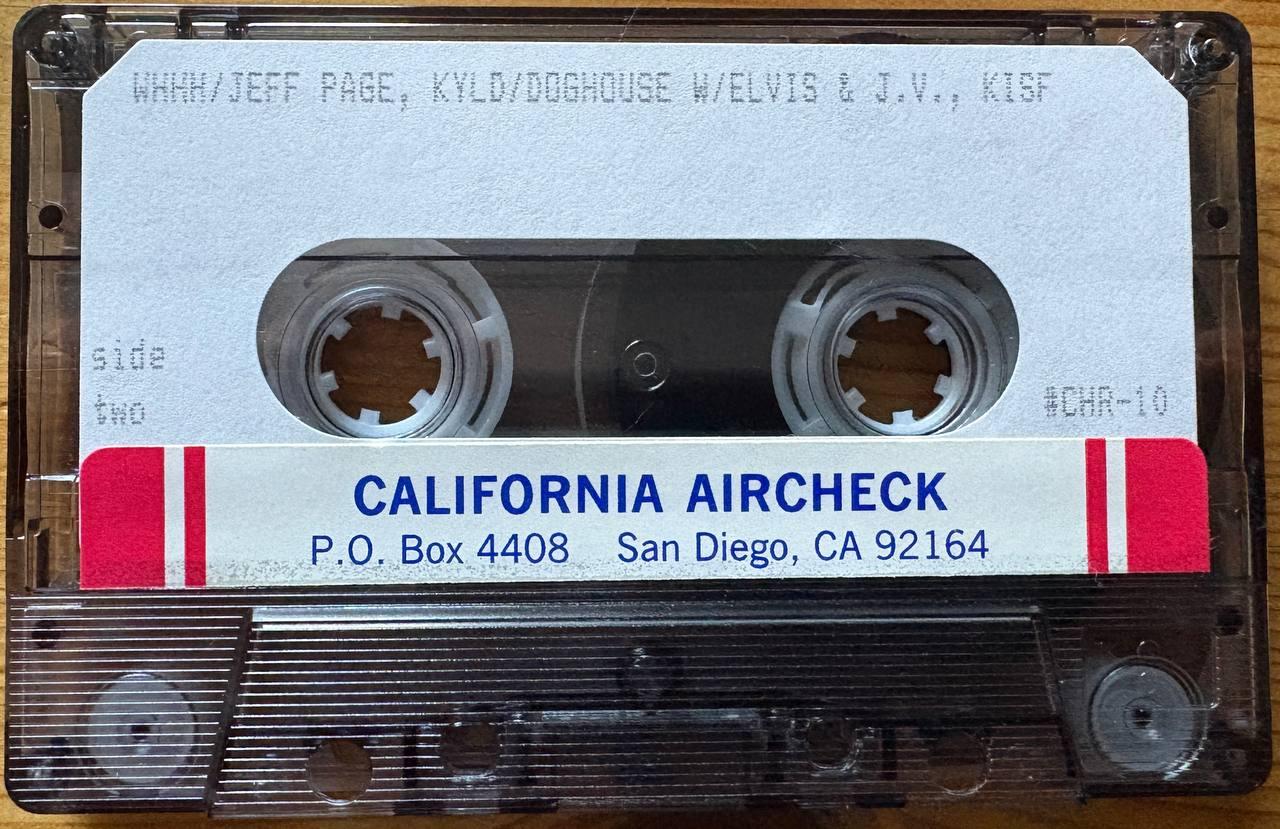 WHHH/JEFF PAGE, KYLD/DOGHOUSE W/ELVIS & J.V., KISF
side
two
#CHR-10
CALIFORNIA AIRCHECK
P.O. Box 4408 San Diego, CA 92164